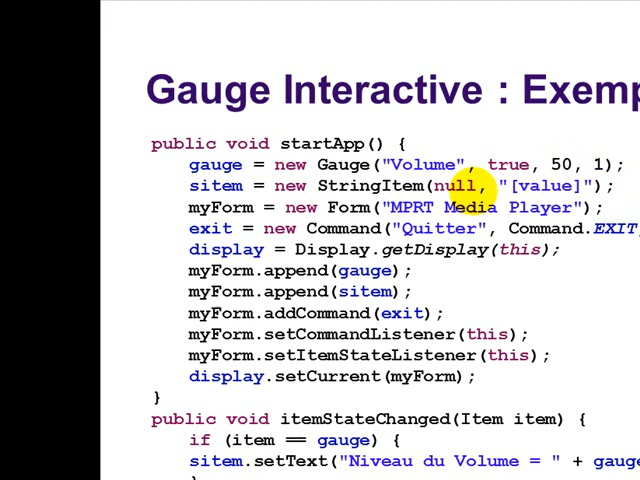 Gauge Interactive : Exemp
public void startApp() {
gauge = new Gauge("Volume", true, 50, 1);
sitem = new StringItem(null, "[value]");
myForm = new Form("MPRT Media Player");
exit = new Command("Quitter", Command.EXIT,
display = Display.getDisplay(this);
myForm.append(gauge);
myForm.append(sitem);
myForm.addCommand(exit);
myForm.setCommandListener(this);
myForm.setItemStateListener(this);
display.setCurrent(myForm);
}
public void itemStateChanged(Item item) {
if (item == gauge) {
sitem.setText("Niveau du Volume = " + gauge
}